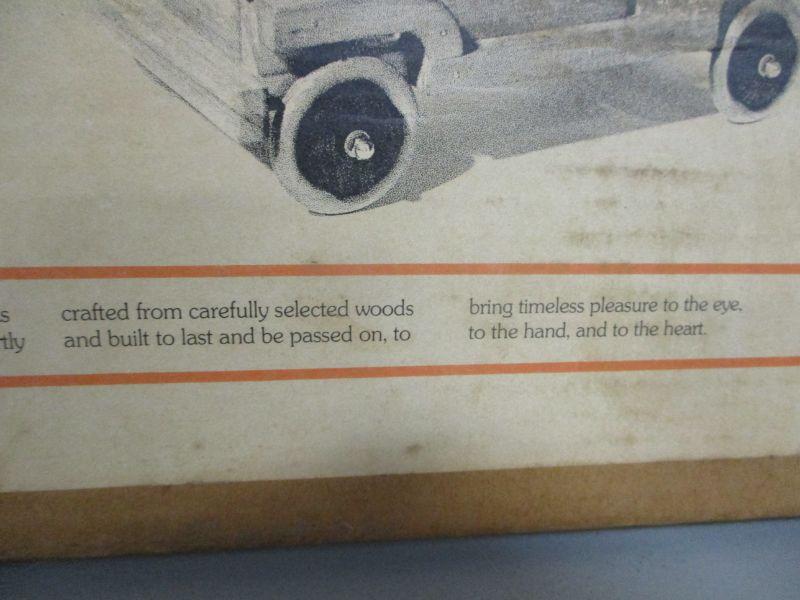 crafted from carefully selected woods
and built to last and be passed on, to
bring timeless pleasure to the eye,
to the hand, and to the heart.